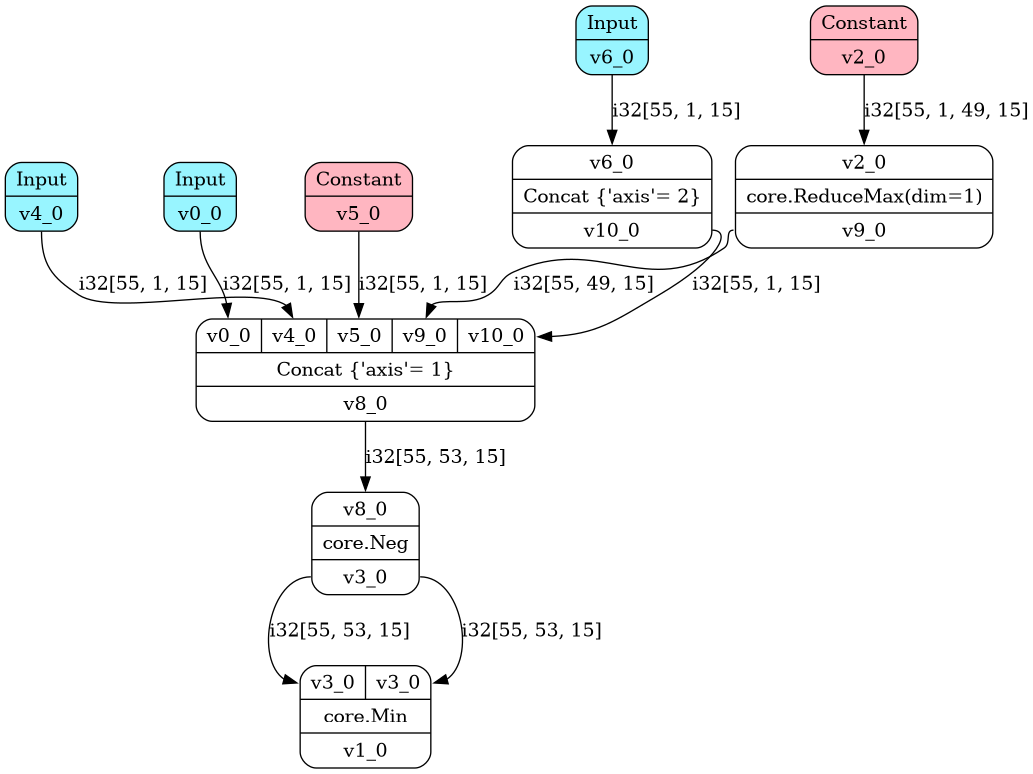 Input
v6_0
Constant
v2_0
i32[55, 1, 15]
i32[55, 1, 49, 15]
v6_0
Concat {'axis'= 2}
v10_0
v2_0
core.ReduceMax(dim=1)
v9_0
Input
v4_0
Input
v0_0
Constant
v5_0
i32[55, 1, 15]
i32[55, 1, 15]
i32[55, 1, 15]
i32[55, 49, 15]
i32[55, 1, 15]
v0_0 v4_0 v5_0 v9_0 v10_0
Concat {'axis'= 1}
v8_0
i32[55, 53, 15]
v8_0
core.Neg
v3_0
i32[55, 53, 15]
i32[55, 53, 15]
v3_0 v3_0
core.Min
v1_0